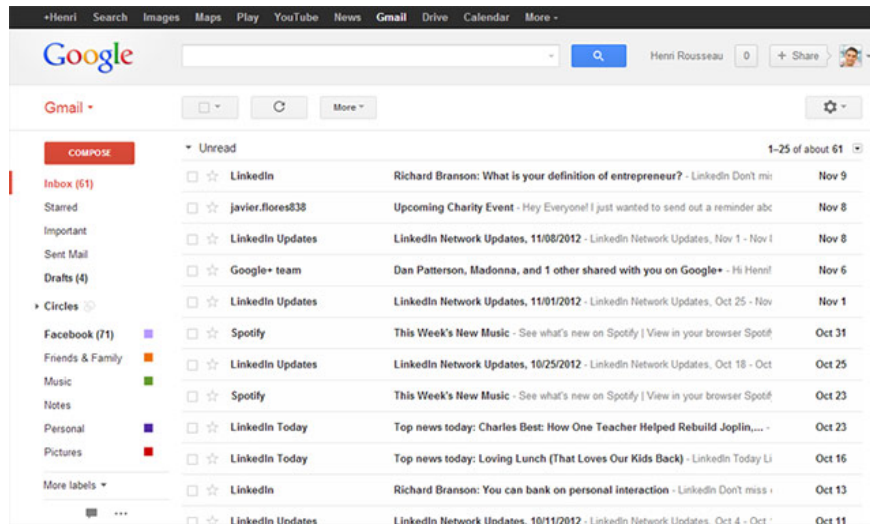 +Henri Search Images Maps Play YouTube News Gmail Drive Calendar More
Google
Henri Rousseau 0 + Share
Gmail
More
COMPOSE
Unread 1–25 of about 61
Inbox (61)
Starred
Important
Sent Mail
Drafts (4)
Circles
Facebook (71)
Friends & Family
Music
Notes
Personal
Pictures
More labels
LinkedIn Richard Branson: What is your definition of entrepreneur? - LinkedIn Don't Nov 9
javier.flores838 Upcoming Charity Event - Hey Everyone! I just wanted to send out a reminder Nov 8
LinkedIn Updates LinkedIn Network Updates, 11/08/2012 - LinkedIn Network Updates, Nov 1 - Nov Nov 8
Google+ team Dan Patterson, Madonna, and 1 other shared with you on Google+ - Hi Henri! Nov 6
LinkedIn Updates LinkedIn Network Updates, 11/01/2012 - LinkedIn Network Updates, Oct 25 - Nov Nov 1
Spotify This Week's New Music - See what's new on Spotify | View in your browser Oct 31
LinkedIn Updates LinkedIn Network Updates, 10/25/2012 - LinkedIn Network Updates, Oct 18 - Oct Oct 25
Spotify This Week's New Music - See what's new on Spotify | View in your browser Oct 23
LinkedIn Today Top news today: Charles Best: How One Teacher Helped Rebuild Joplin,... - Oct 23
LinkedIn Today Top news today: Loving Lunch (That Loves Our Kids Back) - LinkedIn Today Oct 16
LinkedIn Richard Branson: You can bank on personal interaction - LinkedIn Don't miss Oct 13
LinkedIn Updates LinkedIn Network Updates, 10/11/2012 - LinkedIn Network Updates, Oct 4 - Oct Oct 11